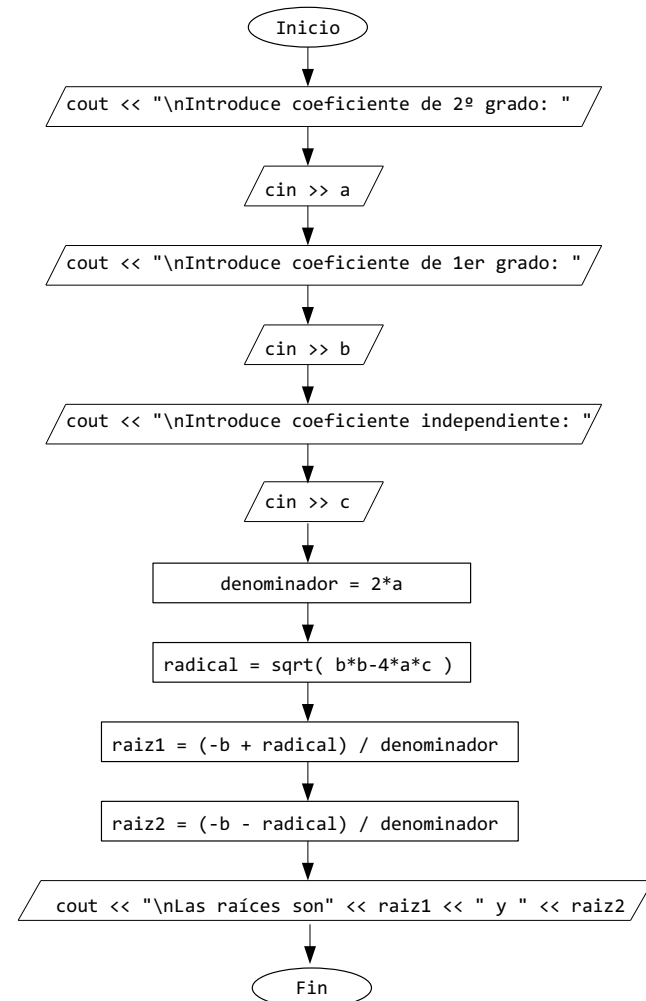 Inicio
cout << "\nIntroduce coeficiente de 2º grado: "
cin >> a
cout << "\nIntroduce coeficiente de 1er grado: "
cin >> b
cout << "\nIntroduce coeficiente independiente: "
cin >> c
denominador = 2*a
radical = sqrt( b*b-4*a*c )
raiz1 = (-b + radical) / denominador
raiz2 = (-b - radical) / denominador
cout << "\nLas raíces son" << raiz1 << " y " << raiz2
Fin